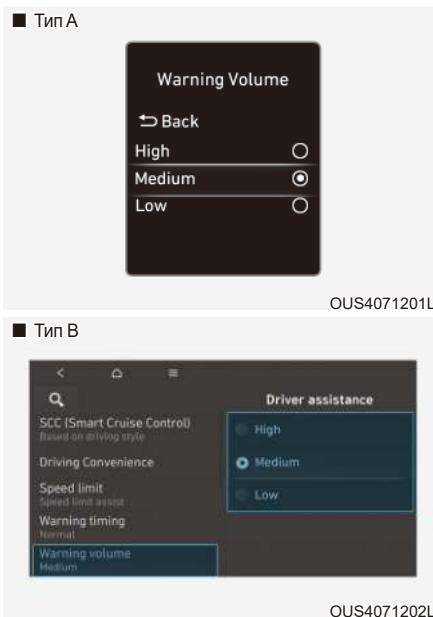 ■ Тип A
Warning Volume
Back
High
Medium
Low
OUS4071201L
■ Тип B
Driver assistance
SCC (Smart Cruise Control)
Based on driving style
Driving Convenience
Speed limit
Speed limit assist
Warning timing
Normal
Warning volume
Medium
High
Medium
Low
OUS4071202L